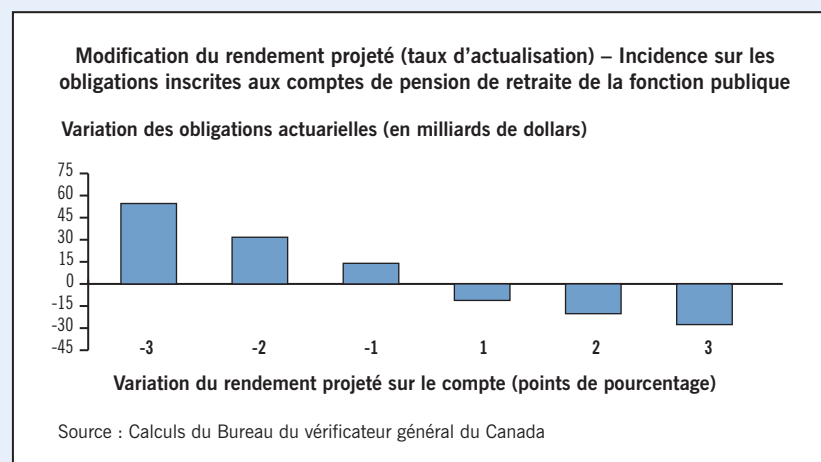 Modification du rendement projeté (taux d'actualisation) – Incidence sur les
obligations inscrites aux comptes de pension de retraite de la fonction publique
Variation des obligations actuarielles (en milliards de dollars)
75
60
45
30
15
0
-15
-30
-45
-3 -2 -1 1 2 3
Variation du rendement projeté sur le compte (points de pourcentage)
Source : Calculs du Bureau du vérificateur général du Canada